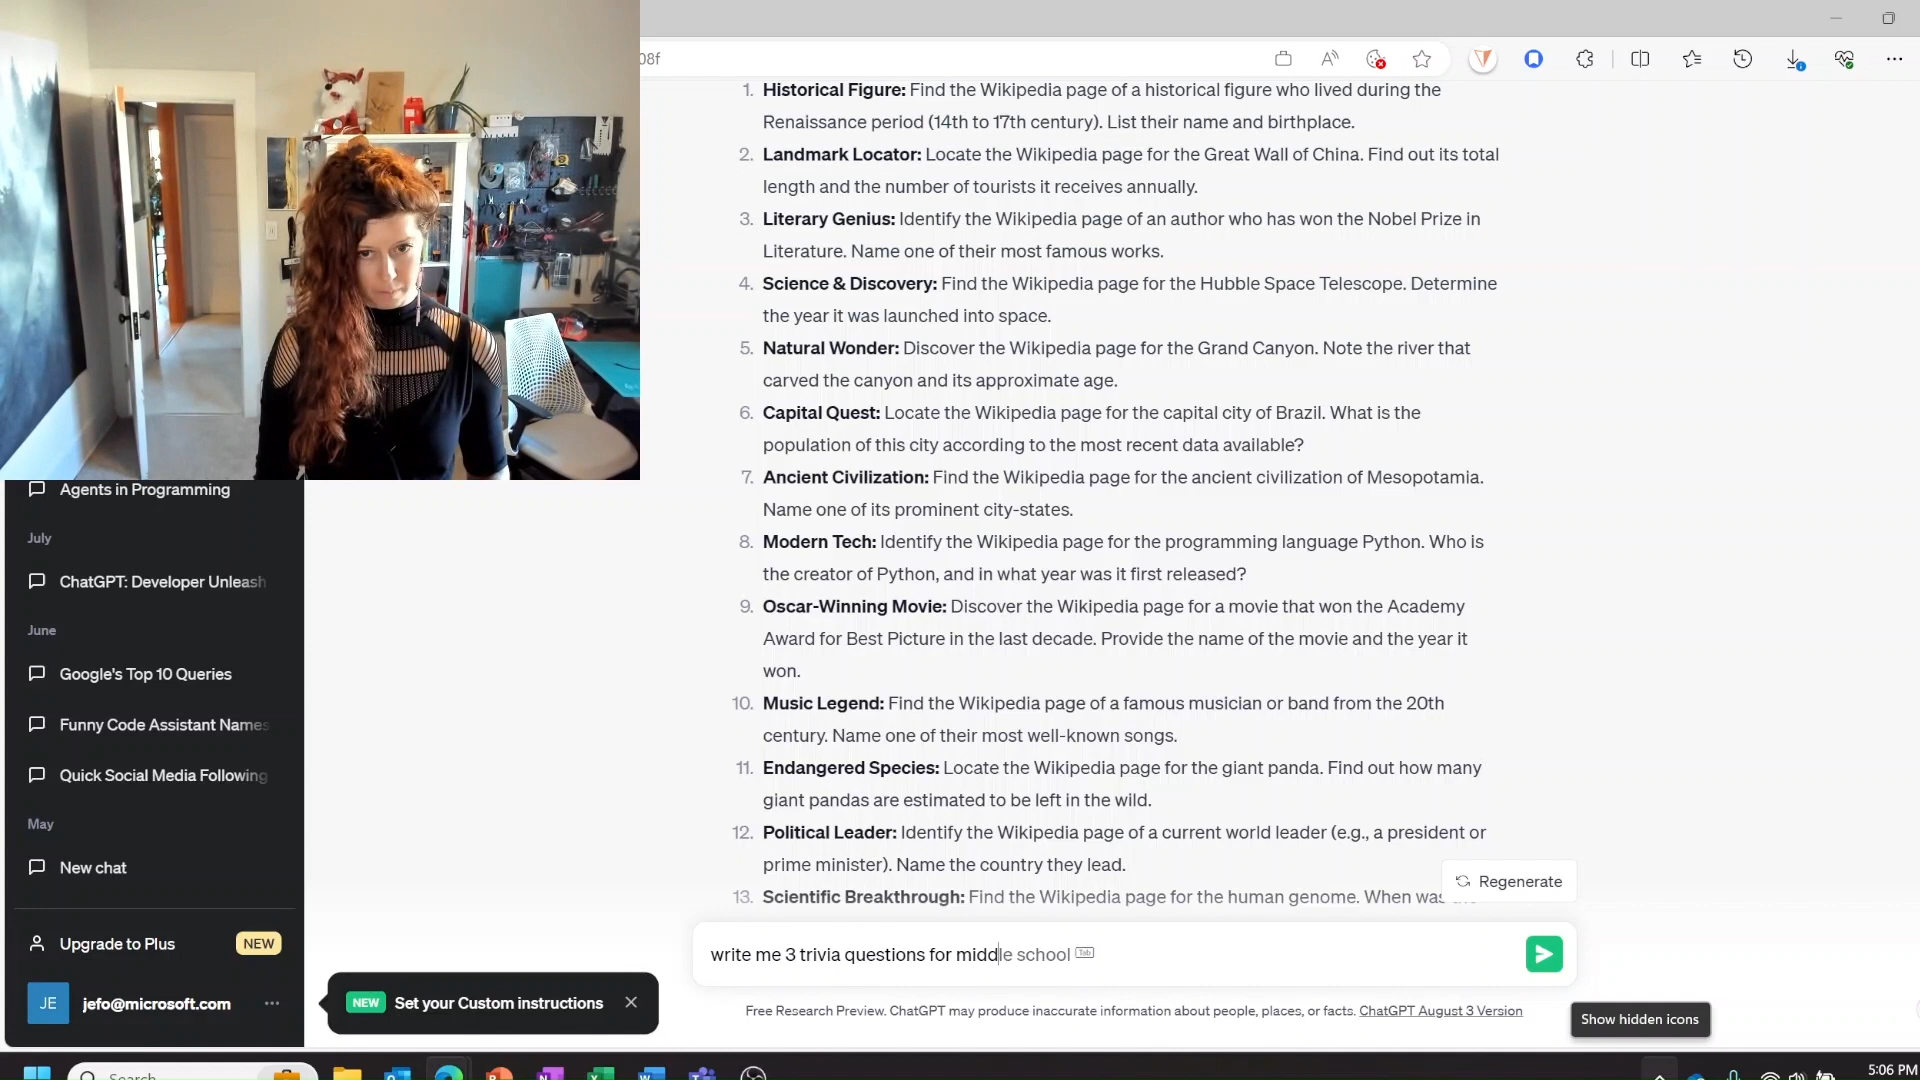 08f
1. Historical Figure: Find the Wikipedia page of a historical figure who lived during the
Renaissance period (14th to 17th century). List their name and birthplace.
2. Landmark Locator: Locate the Wikipedia page for the Great Wall of China. Find out its total
length and the number of tourists it receives annually.
3. Literary Genius: Identify the Wikipedia page of an author who has won the Nobel Prize in
Literature. Name one of their most famous works.
4. Science & Discovery: Find the Wikipedia page for the Hubble Space Telescope. Determine
the year it was launched into space.
5. Natural Wonder: Discover the Wikipedia page for the Grand Canyon. Note the river that
carved the canyon and its approximate age.
6. Capital Quest: Locate the Wikipedia page for the capital city of Brazil. What is the
population of this city according to the most recent data available?
7. Ancient Civilization: Find the Wikipedia page for the ancient civilization of Mesopotamia.
Name one of its prominent city-states.
8. Modern Tech: Identify the Wikipedia page for the programming language Python. Who is
the creator of Python, and in what year was it first released?
9. Oscar-Winning Movie: Discover the Wikipedia page for a movie that won the Academy
Award for Best Picture in the last decade. Provide the name of the movie and the year it
won.
10. Music Legend: Find the Wikipedia page of a famous musician or band from the 20th
century. Name one of their most well-known songs.
11. Endangered Species: Locate the Wikipedia page for the giant panda. Find out how many
giant pandas are estimated to be left in the wild.
12. Political Leader: Identify the Wikipedia page of a current world leader (e.g., a president or
prime minister). Name the country they lead.
13. Scientific Breakthrough: Find the Wikipedia page for the human genome. When was the
Regenerate
write me 3 trivia questions for middle school Tab
Free Research Preview. ChatGPT may produce inaccurate information about people, places, or facts. ChatGPT August 3 Version
Show hidden icons
Agents in Programming
July
ChatGPT: Developer Unleash
June
Google's Top 10 Queries
Funny Code Assistant Names
Quick Social Media Following
May
New chat
Upgrade to Plus NEW
JE jefo@microsoft.com
NEW Set your Custom instructions
Search
5:06 PM